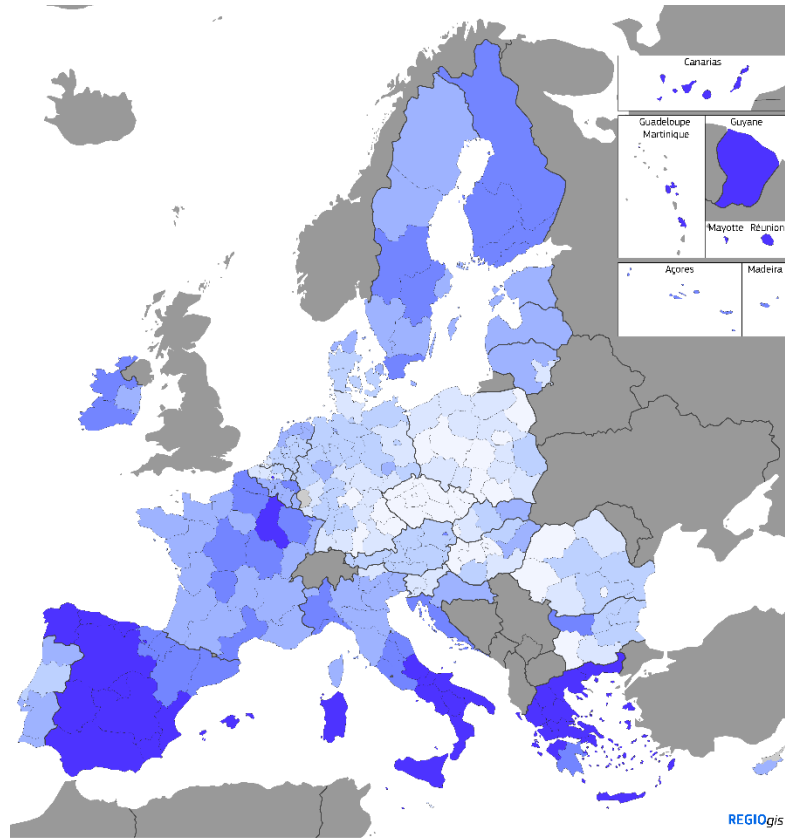 Canarias
Guadeloupe
Martinique
Guyane
Mayotte
Réunion
Açores
Madeira
REGIOgis